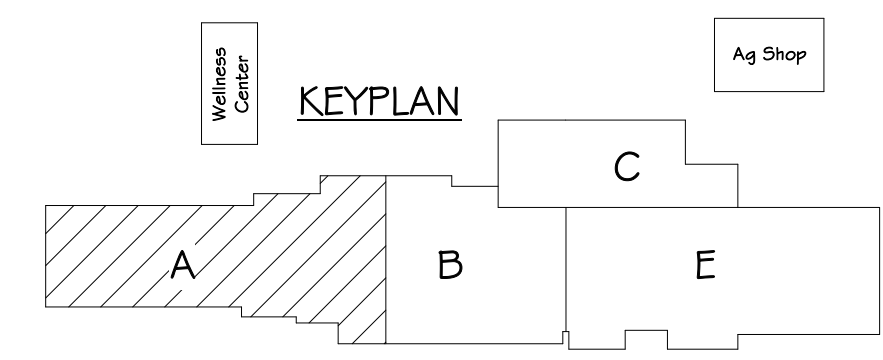 Wellness
Center
Ag Shop
KEYPLAN
C
A
B
E